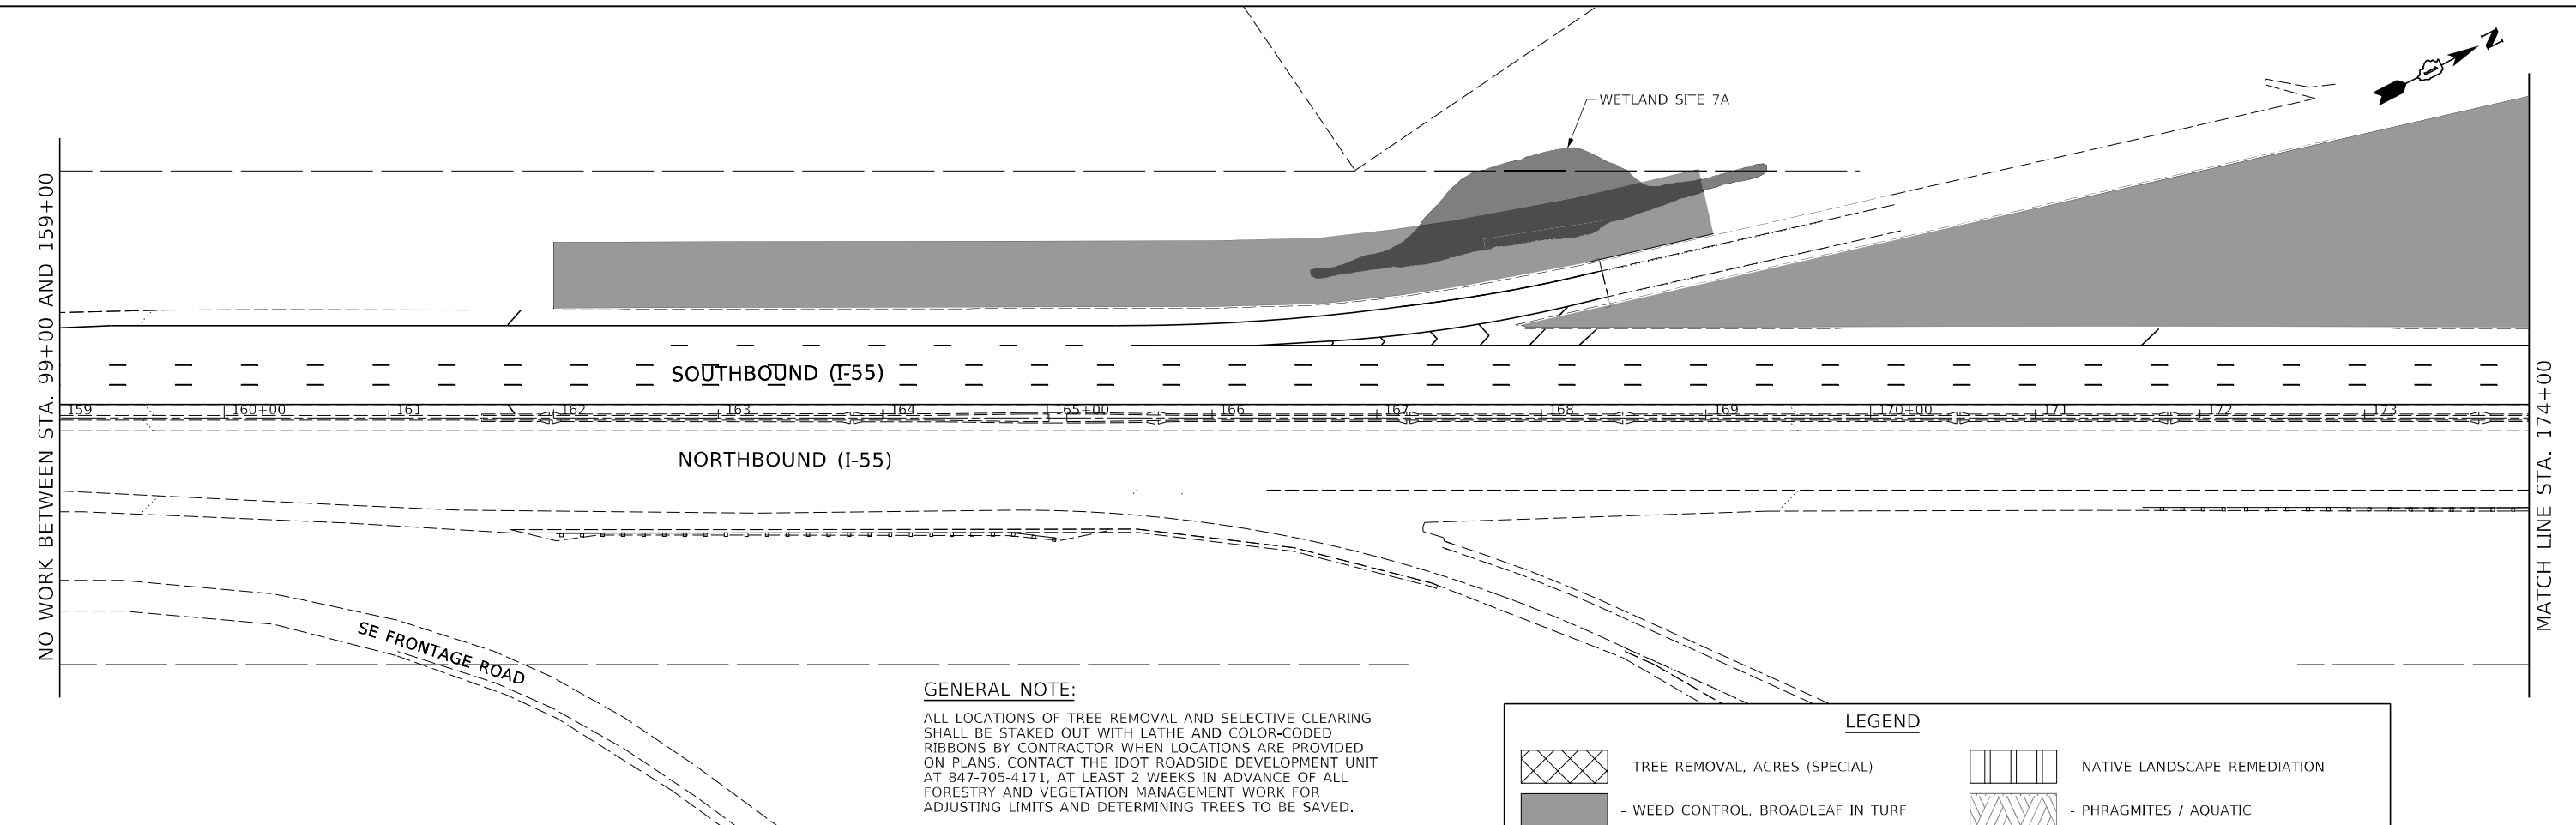 N
WETLAND SITE 7A
NO WORK BETWEEN STA. 99+00 AND 159+00
MATCH LINE STA. 174+00
SOUTHBOUND (I-55)
159 160+00 161 162 163 164 165+00 166 167 168 169 170+00 171 172 173
NORTHBOUND (I-55)
SE FRONTAGE ROAD
GENERAL NOTE:
ALL LOCATIONS OF TREE REMOVAL AND SELECTIVE CLEARING
SHALL BE STAKED OUT WITH LATHE AND COLOR-CODED
RIBBONS BY CONTRACTOR WHEN LOCATIONS ARE PROVIDED
ON PLANS. CONTACT THE IDOT ROADSIDE DEVELOPMENT UNIT
AT 847-705-4171, AT LEAST 2 WEEKS IN ADVANCE OF ALL
FORESTRY AND VEGETATION MANAGEMENT WORK FOR
ADJUSTING LIMITS AND DETERMINING TREES TO BE SAVED.
LEGEND
- TREE REMOVAL, ACRES (SPECIAL)
- NATIVE LANDSCAPE REMEDIATION
- WEED CONTROL, BROADLEAF IN TURF
- PHRAGMITES / AQUATIC